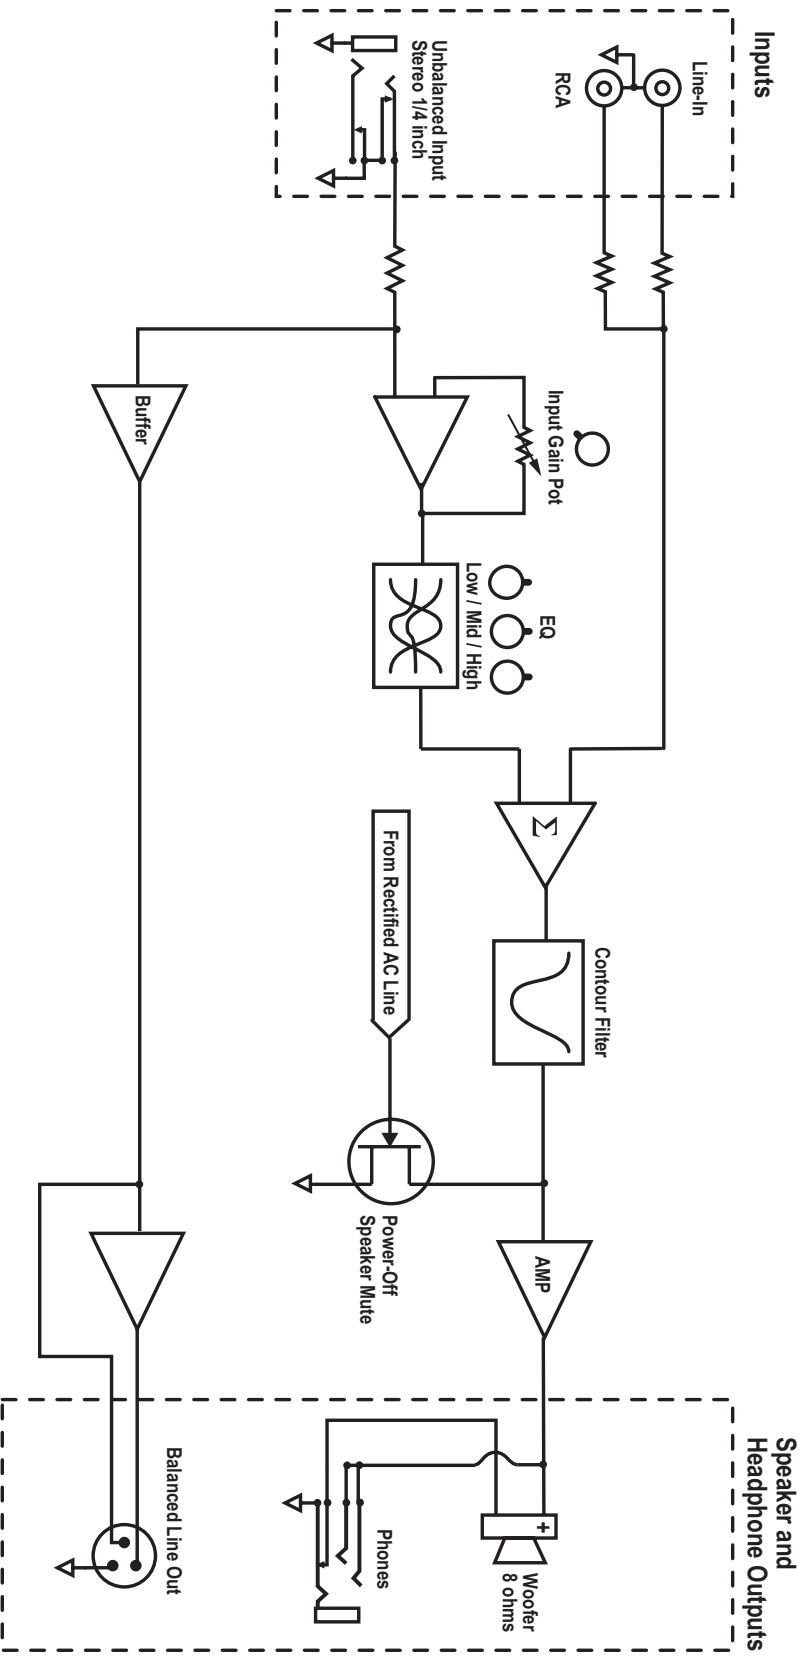 Inputs
Line-In
RCA
Unbalanced Input
Stereo 1/4 inch
Input Gain Pot
EQ
Low / Mid / High
Buffer
Σ
Contour Filter
From Rectified AC Line
Power-Off
Speaker Mute
AMP
Speaker and
Headphone Outputs
+
Woofer
8 ohms
Phones
Balanced Line Out